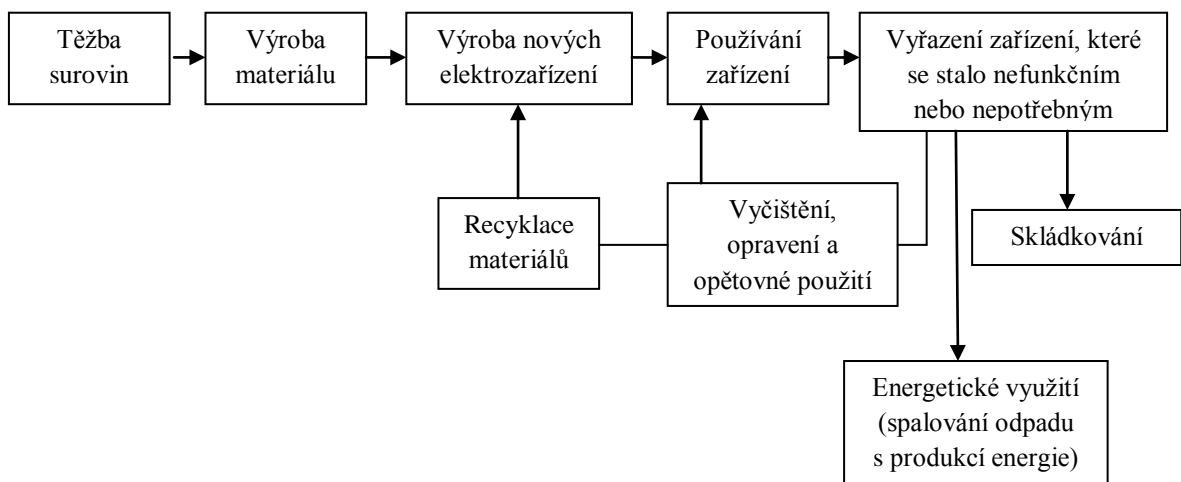 Těžba
surovin
Výroba
materiálu
Výroba nových
elektrozařízení
Používání
zařízení
Vyřazení zařízení, které
se stalo nefunkčním
nebo nepotřebným
Recyklace
materiálů
Vyčištění,
opravení a
opětovné použití
Skládkování
Energetické využití
(spalování odpadu
s produkcí energie)